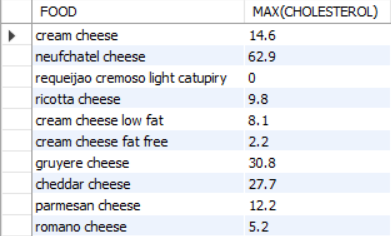 FOOD MAX(CHOLESTEROL)
cream cheese 14.6
neufchatel cheese 62.9
requeijao cremoso light catupiry 0
ricotta cheese 9.8
cream cheese low fat 8.1
cream cheese fat free 2.2
gruyere cheese 30.8
cheddar cheese 27.7
parmesan cheese 12.2
romano cheese 5.2